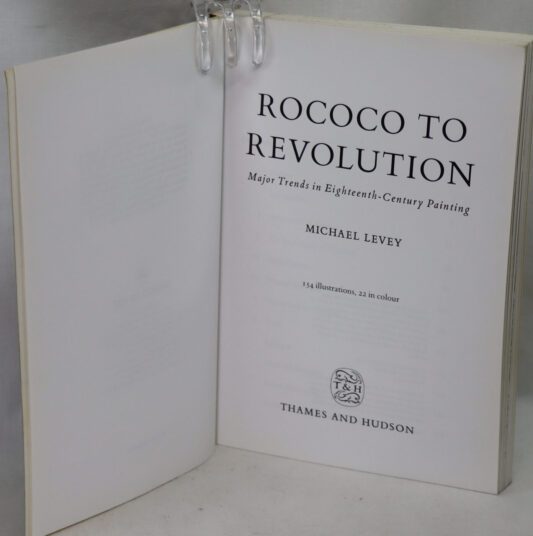 ROCOCO TO
REVOLUTION
Major Trends in Eighteenth-Century Painting
MICHAEL LEVEY
154 illustrations, 22 in colour
T&H
THAMES AND HUDSON